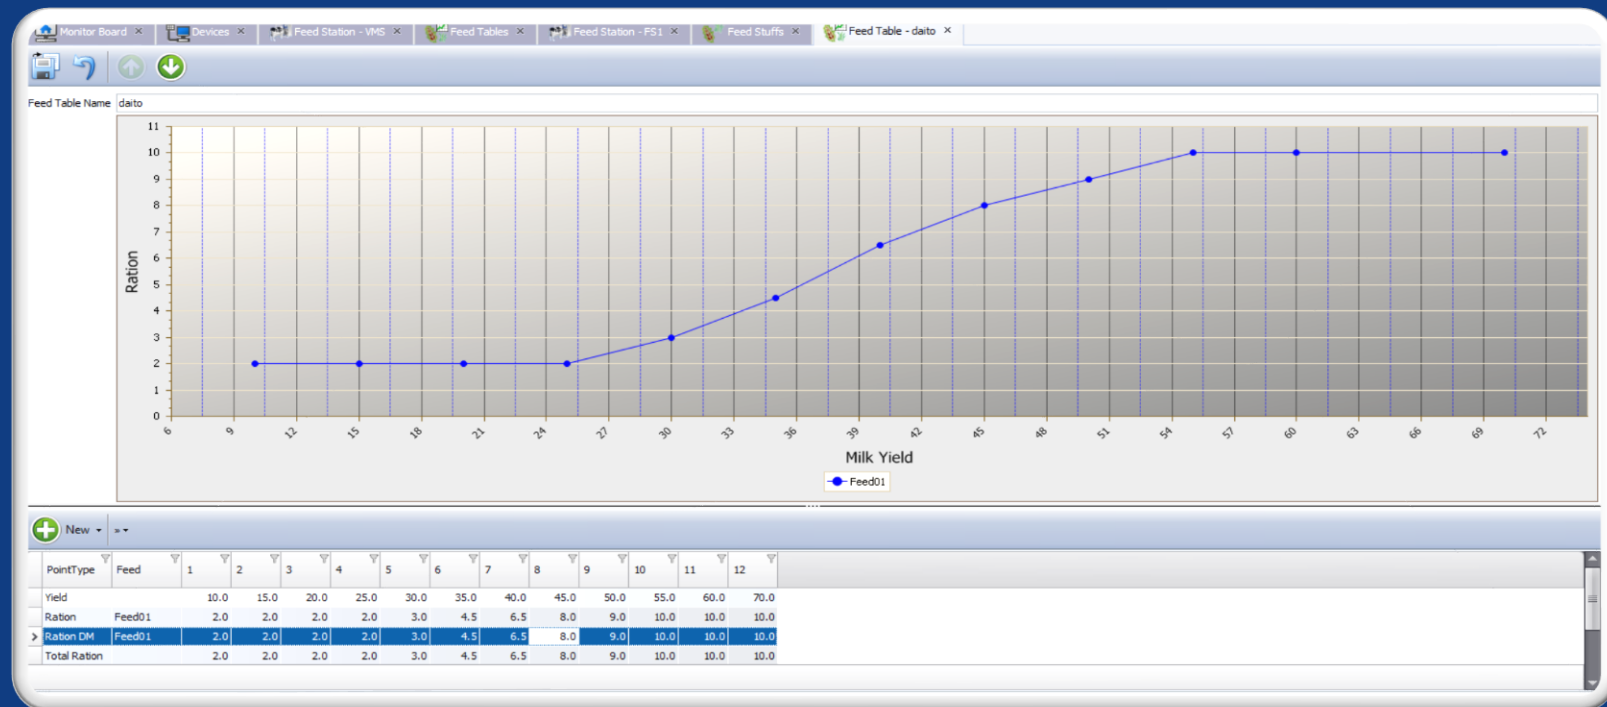 Monitor Board × Devices × Feed Station - VMS × Feed Tables × Feed Station - FS1 × Feed Stuffs × Feed Table - daito ×
Feed Table Name daito
11
10
9
8
7
6
5
4
3
2
1
0
Ration
6 9 12 15 18 21 24 27 30 33 36 39 42 45 48 51 54 57 60 63 66 69 72
Milk Yield
Feed01
New
PointType Feed 1 2 3 4 5 6 7 8 9 10 11 12
Yield 10.0 15.0 20.0 25.0 30.0 35.0 40.0 45.0 50.0 55.0 60.0 70.0
Ration Feed01 2.0 2.0 2.0 2.0 3.0 4.5 6.5 8.0 9.0 10.0 10.0 10.0
Ration DM Feed01 2.0 2.0 2.0 2.0 3.0 4.5 6.5 8.0 9.0 10.0 10.0 10.0
Total Ration 2.0 2.0 2.0 2.0 3.0 4.5 6.5 8.0 9.0 10.0 10.0 10.0